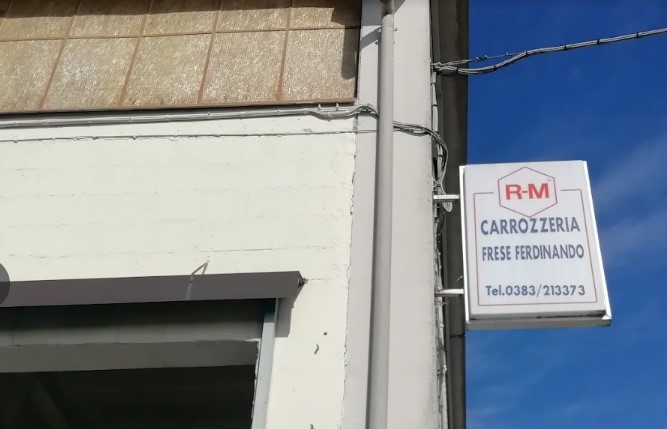 R-M
CARROZZERIA
FRESE FERDINANDO
Tel.0383/213373